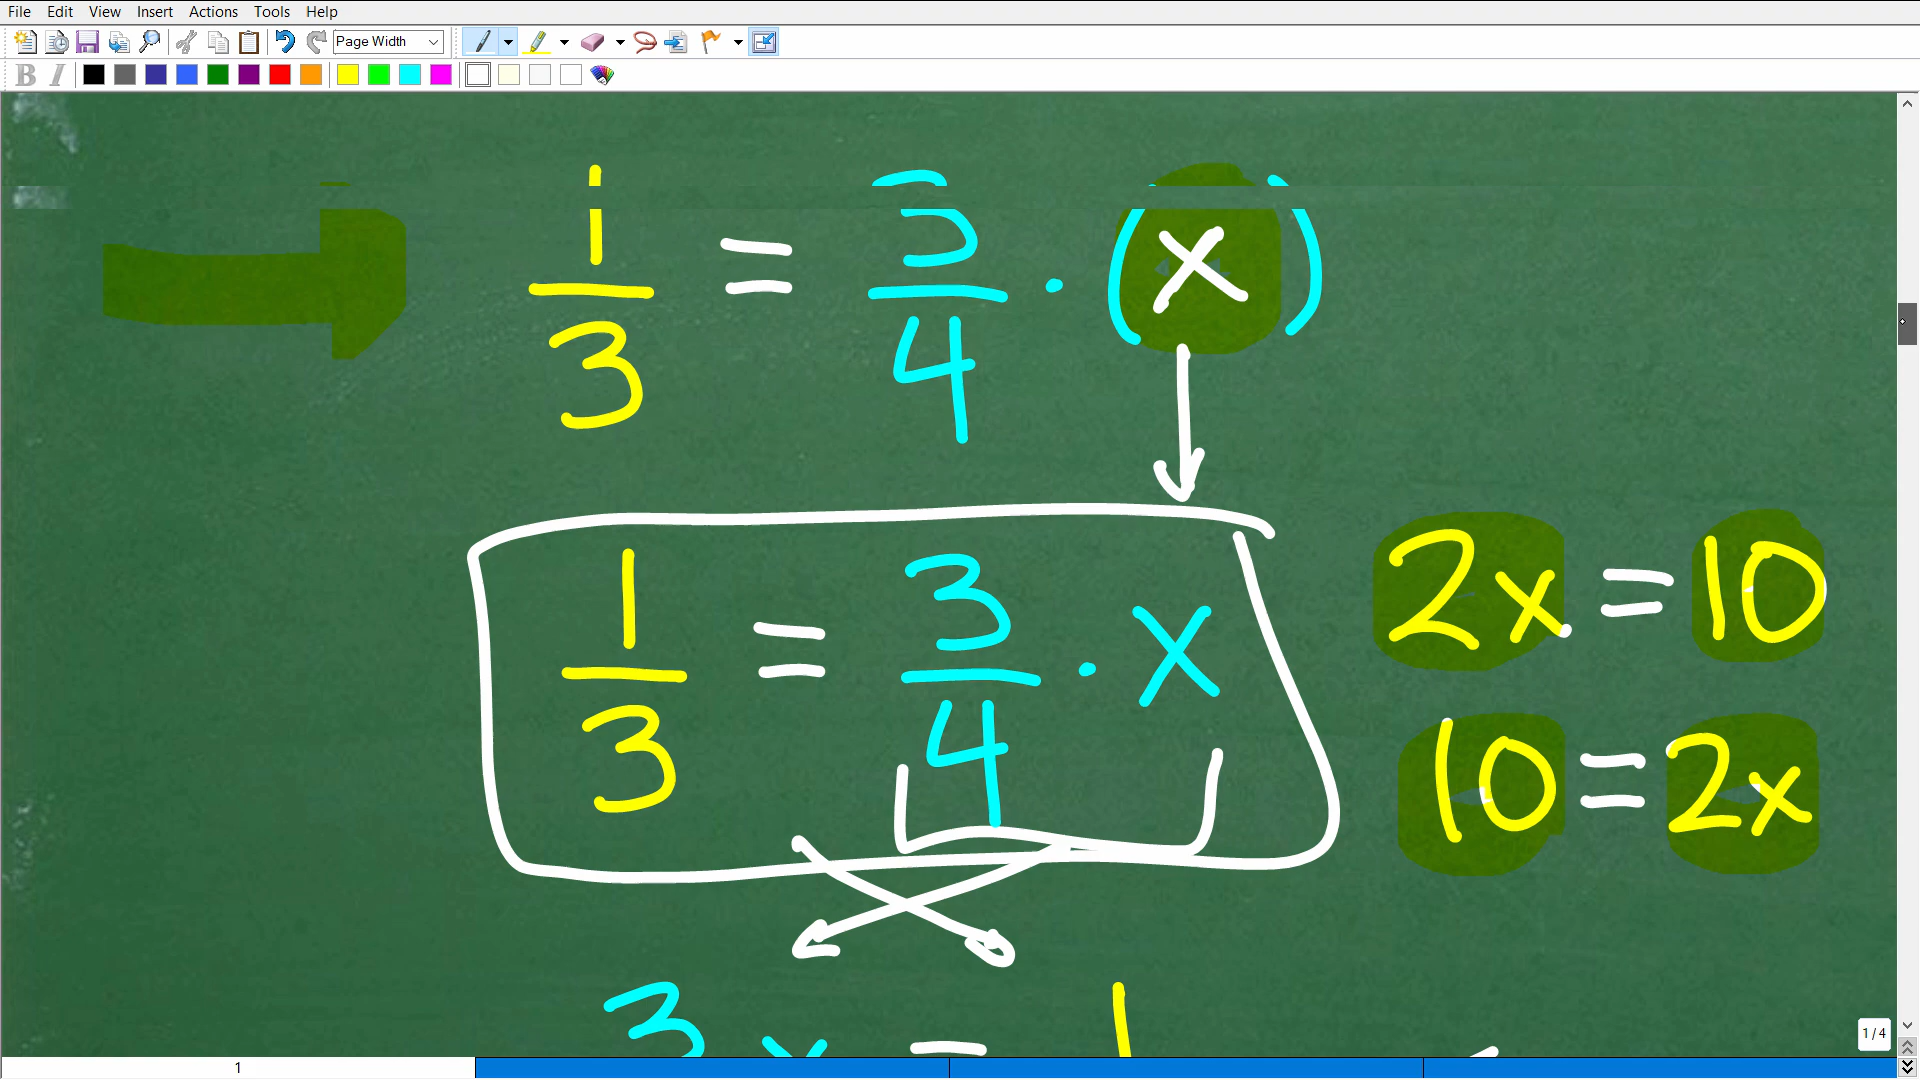 File Edit View Insert Actions Tools Help
Page Width
B I
1/3 = 3/4 · (x)
1/3 = 3/4 · x
2x = 10
10 = 2x
1/4
1